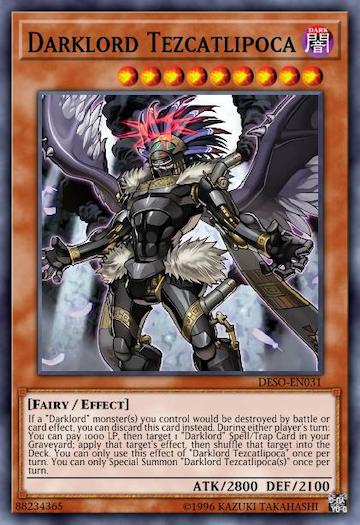 DARKLORD TEZCATLIPOCA
DARK
闇
DESO-EN031
[FAIRY / EFFECT]
If a "Darklord" monster(s) you control would be destroyed by battle or
card effect, you can discard this card instead. During either player's turn:
You can pay 1000 LP, then target 1 "Darklord" Spell/Trap Card in
your Graveyard; apply that target's effect, then shuffle that target into
the Deck. You can only use this effect of "Darklord Tezcatlipoca" once per
turn. You can only Special Summon "Darklord Tezcatlipoca(s)" once per
turn.
ATK/2800 DEF/2100
88234365
©1996 KAZUKI TAKAHASHI